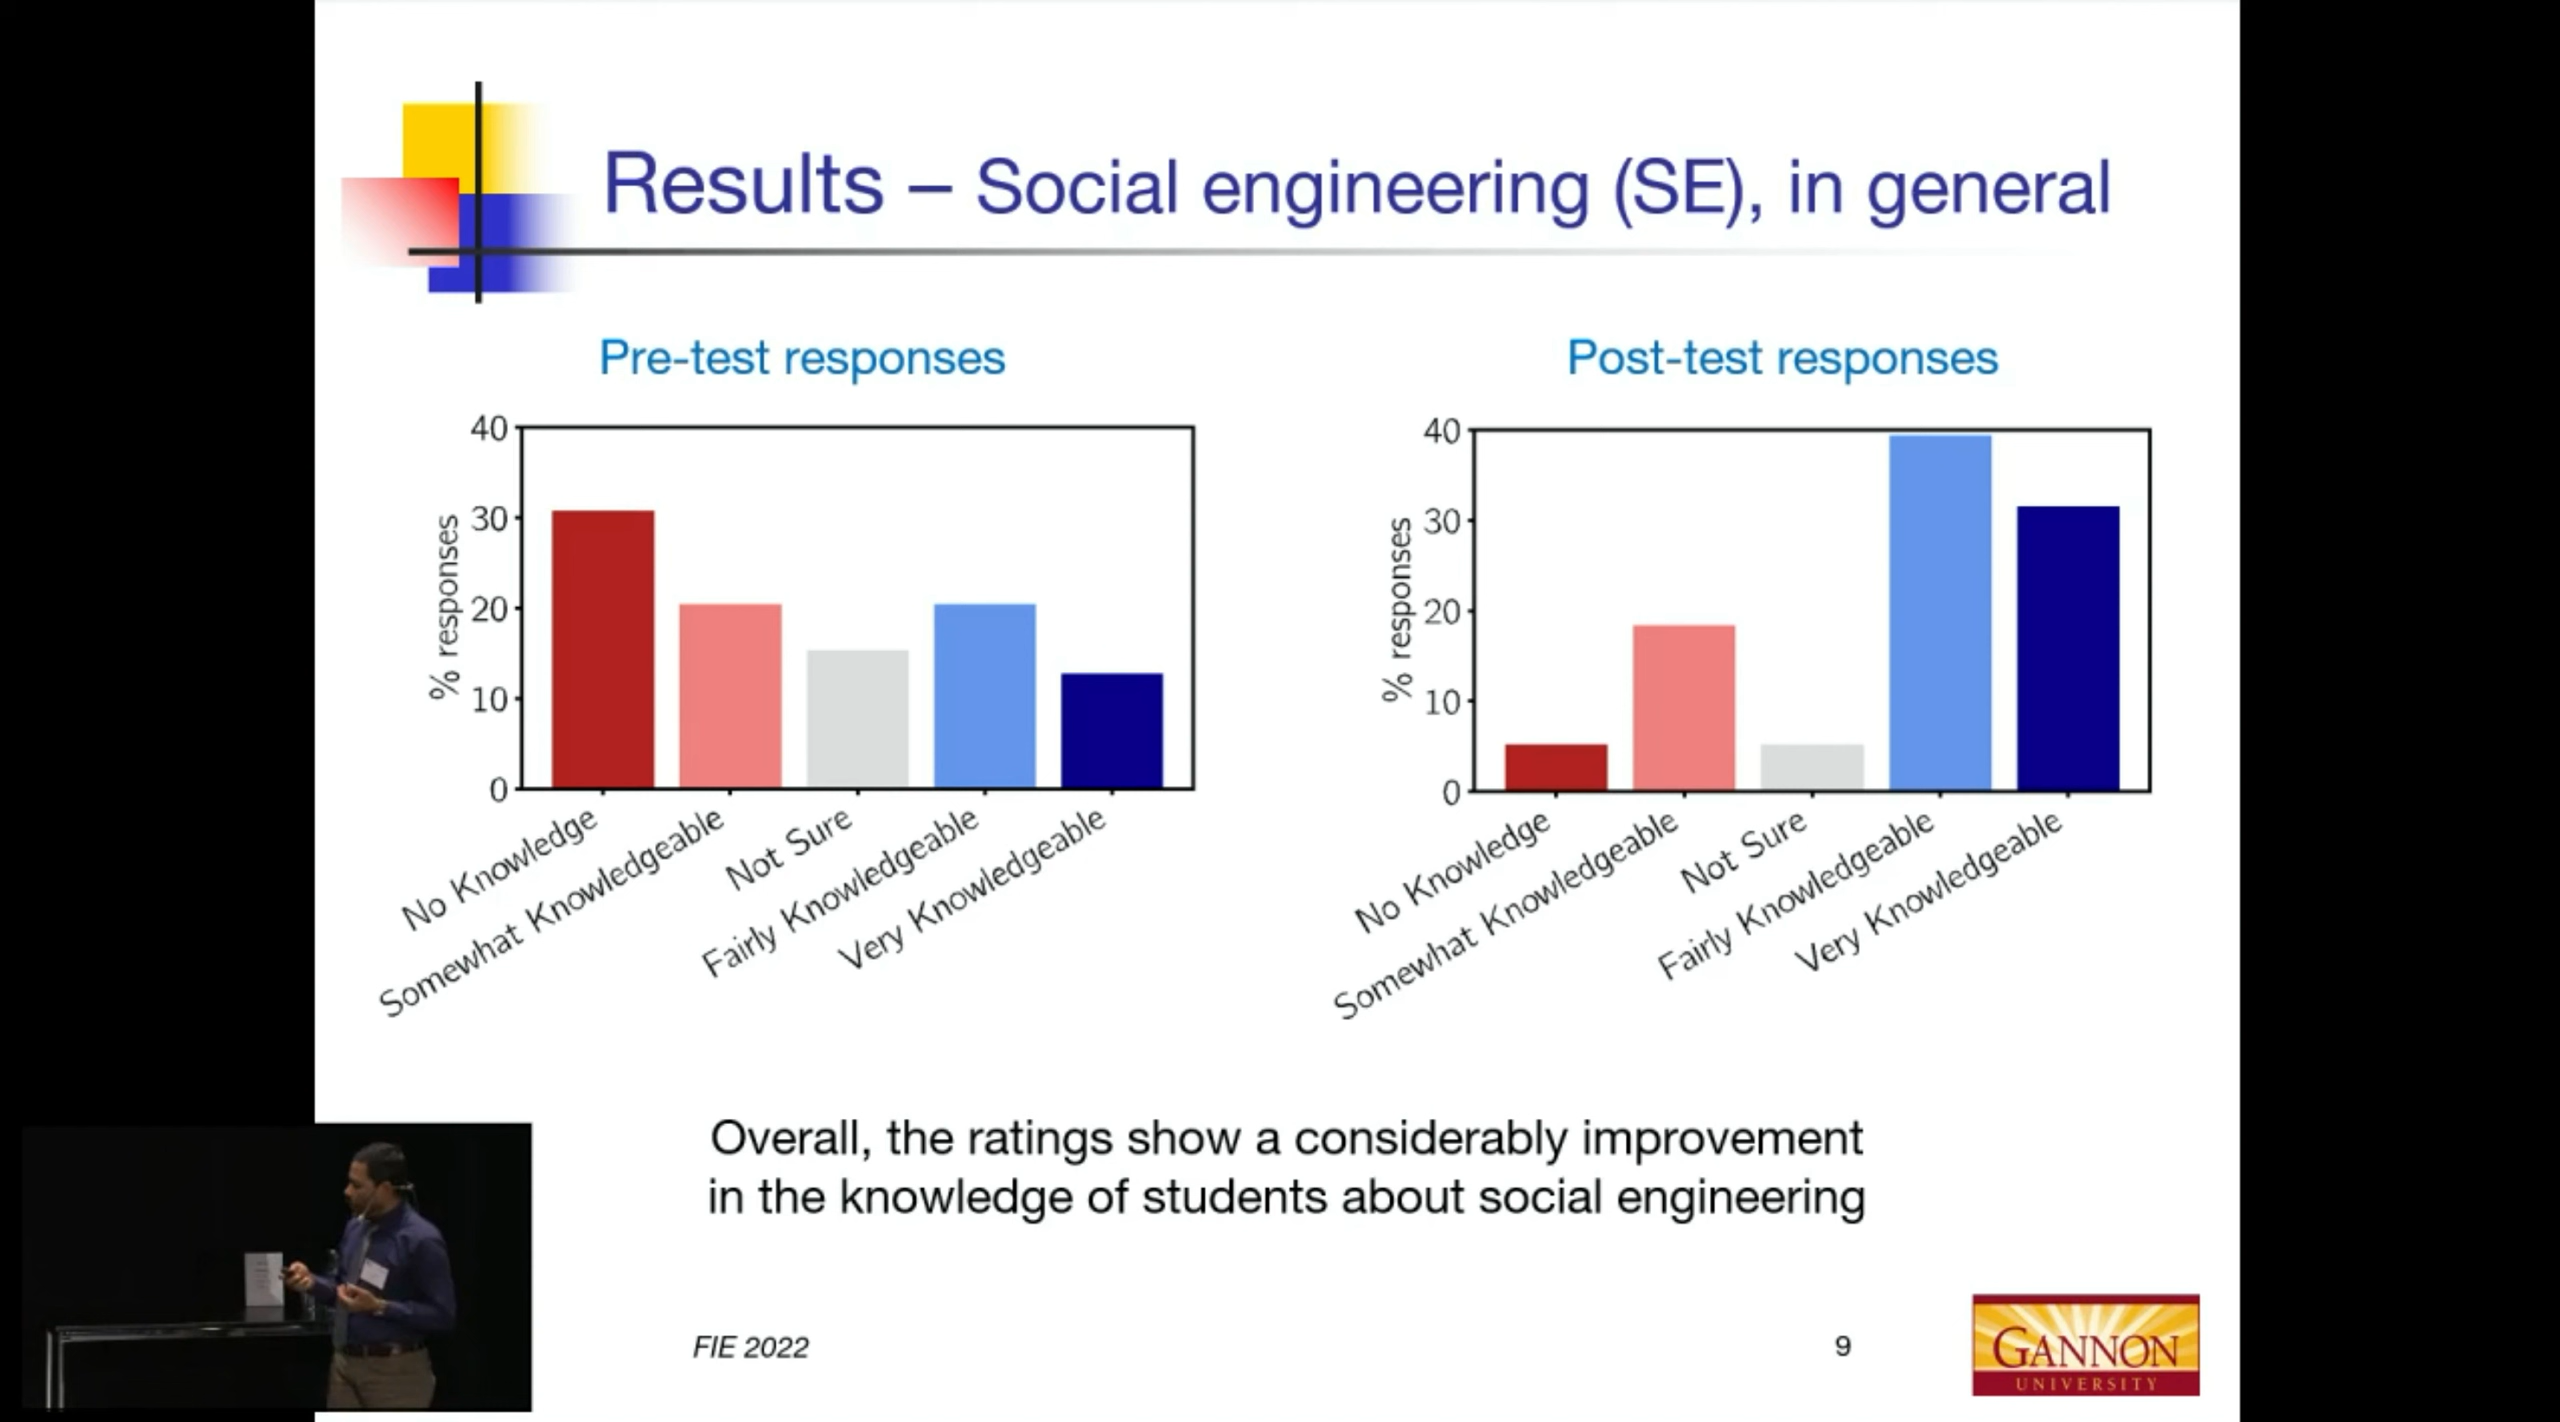 Results – Social engineering (SE), in general
Pre-test responses
40
30
20
10
0
% responses
No Knowledge
Somewhat Knowledgeable
Not Sure
Fairly Knowledgeable
Very Knowledgeable
Post-test responses
40
30
20
10
0
% responses
No Knowledge
Somewhat Knowledgeable
Not Sure
Fairly Knowledgeable
Very Knowledgeable
Overall, the ratings show a considerably improvement
in the knowledge of students about social engineering
FIE 2022
9
GANNON
UNIVERSITY